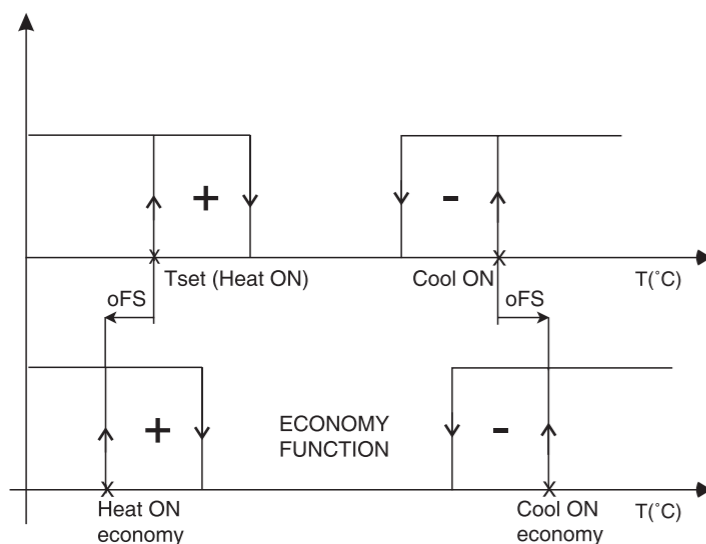 +
-
Tset (Heat ON)
Cool ON
T(˚C)
oFS
oFS
+
ECONOMY
FUNCTION
-
Heat ON
economy
Cool ON
economy
T(˚C)